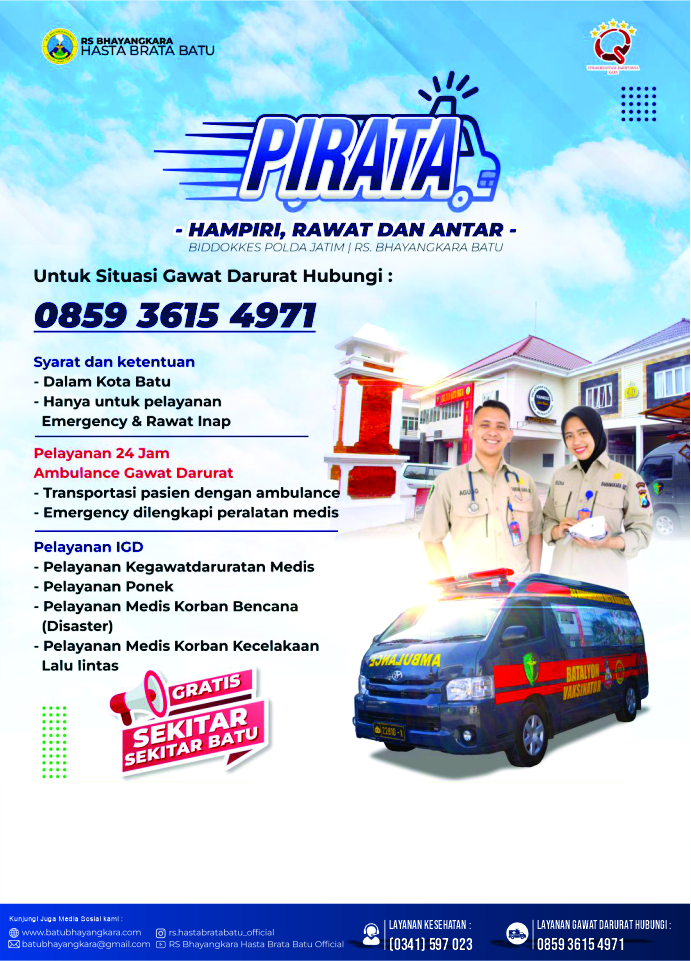 RS BHAYANGKARA
HASTA BRATA BATU
PIRATA
- HAMPIRI, RAWAT DAN ANTAR -
BIDDOKKES POLDA JATIM | RS. BHAYANGKARA BATU
Untuk Situasi Gawat Darurat Hubungi :
0859 3615 4971
Syarat dan ketentuan
- Dalam Kota Batu
- Hanya untuk pelayanan
Emergency & Rawat Inap
Pelayanan 24 Jam
Ambulance Gawat Darurat
- Transportasi pasien dengan ambulance
- Emergency dilengkapi peralatan medis
Pelayanan IGD
- Pelayanan Kegawatdaruratan Medis
- Pelayanan Ponek
- Pelayanan Medis Korban Bencana
(Disaster)
- Pelayanan Medis Korban Kecelakaan
Lalu lintas
AGUNG
AMBULANCE
BATALYON
VAKSINATOR
GRATIS
SEKITAR
SEKITAR BATU
Kunjungi Juga Media Sosial kami :
www.batubhayangkara.com
rs.hastabratabatu_official
batubhayangkara@gmail.com
RS Bhayangkara Hasta Brata Batu Official
LAYANAN KESEHATAN :
(0341) 597 023
LAYANAN GAWAT DARURAT HUBUNGI :
0859 3615 4971